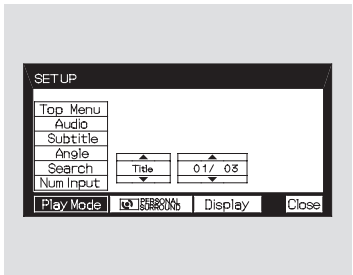 SETUP
Top Menu
Audio
Subtitle
Angle
Search Title 01/ 03
Num Input
Play Mode PERSONAL SURROUND Display Close